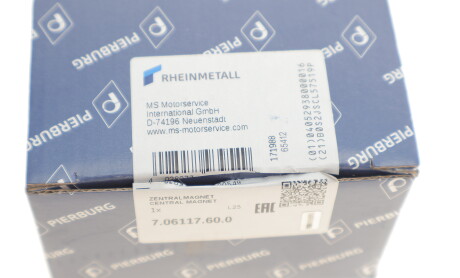 PIERBURG
PIERBURG
PIERBURG
RHEINMETALL
MS Motorservice
International GmbH
D-74196 Neuenstadt
www.ms-motorservice.com
171988
65412
ZENTRALMAGNET
CENTRAL MAGNET
1x
EAC
7.06117.60.0
PIERBURG
PIERBURG
PIERBURG